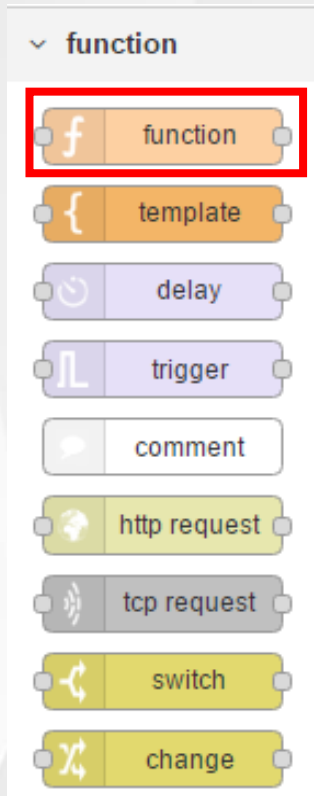 function
function
template
delay
trigger
comment
http request
tcp request
switch
change